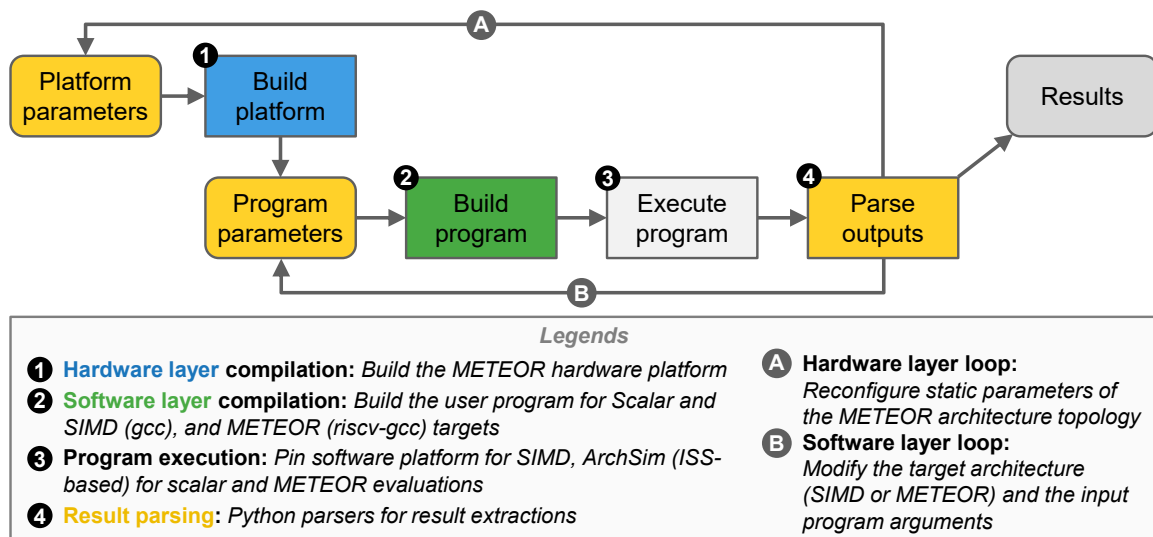 A
1
Platform
parameters
Build
platform
Results
2
3
4
Program
parameters
Build
program
Execute
program
Parse
outputs
B
Legends
1 Hardware layer compilation: Build the METEOR hardware platform
2 Software layer compilation: Build the user program for Scalar and
SIMD (gcc), and METEOR (riscv-gcc) targets
3 Program execution: Pin software platform for SIMD, ArchSim (ISS-
based) for scalar and METEOR evaluations
4 Result parsing: Python parsers for result extractions
A Hardware layer loop:
Reconfigure static parameters of
the METEOR architecture topology
B Software layer loop:
Modify the target architecture
(SIMD or METEOR) and the input
program arguments